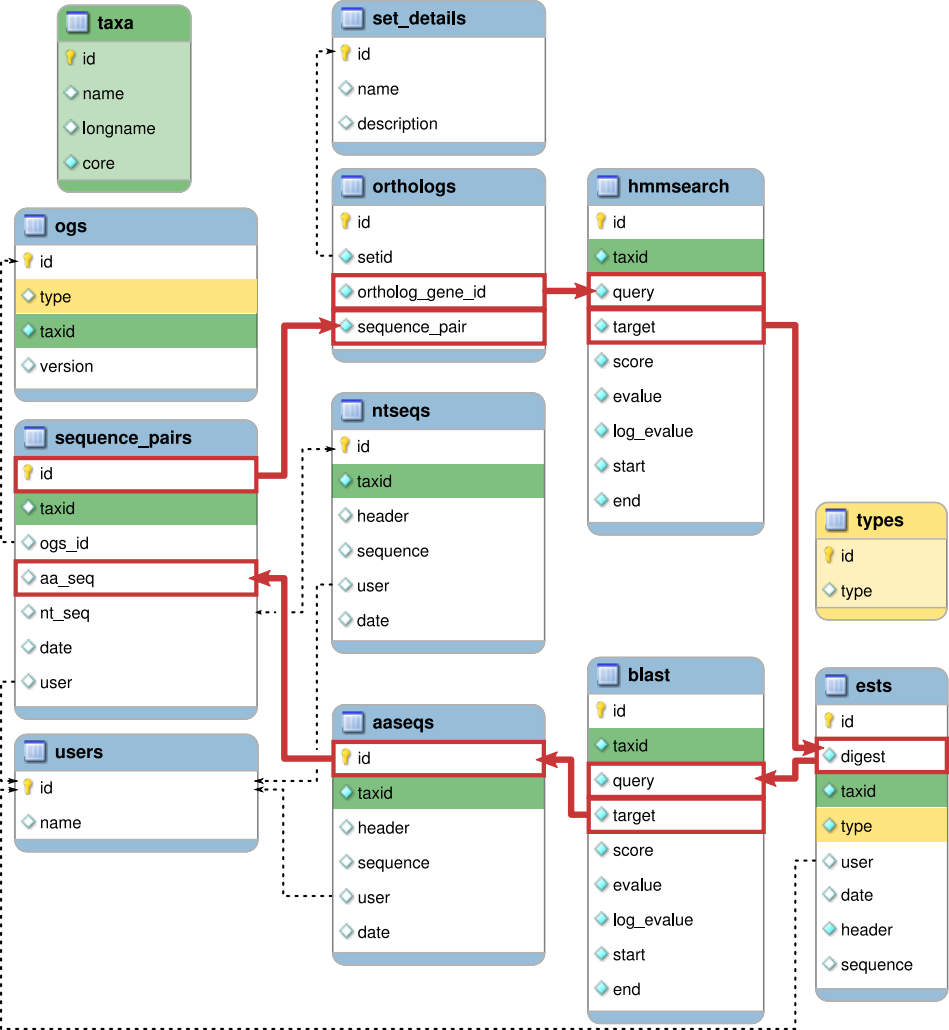 taxa
id
name
longname
core
set_details
id
name
description
orthologs
id
setid
ortholog_gene_id
sequence_pair
hmmsearch
id
taxid
query
target
score
evalue
log_evalue
start
end
ogs
id
type
taxid
version
sequence_pairs
id
taxid
ogs_id
aa_seq
nt_seq
date
user
ntseqs
id
taxid
header
sequence
user
date
types
id
type
users
id
name
aaseqs
id
taxid
header
sequence
user
date
blast
id
taxid
query
target
score
evalue
log_evalue
start
end
ests
id
digest
taxid
type
user
date
header
sequence